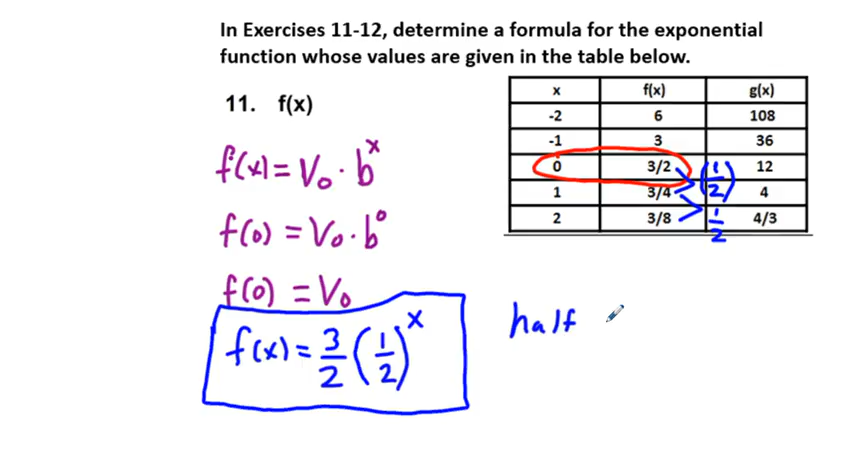 In Exercises 11-12, determine a formula for the exponential
function whose values are given in the table below.
11. f(x)
x f(x) g(x)
-2 6 108
-1 3 36
0 3/2 12
1 3/4 4
2 3/8 4/3
(1/2)
1/2
f(x) = V₀ · bˣ
f(0) = V₀ · b⁰
f(0) = V₀
f(x) = 3/2 (1/2)ˣ
half